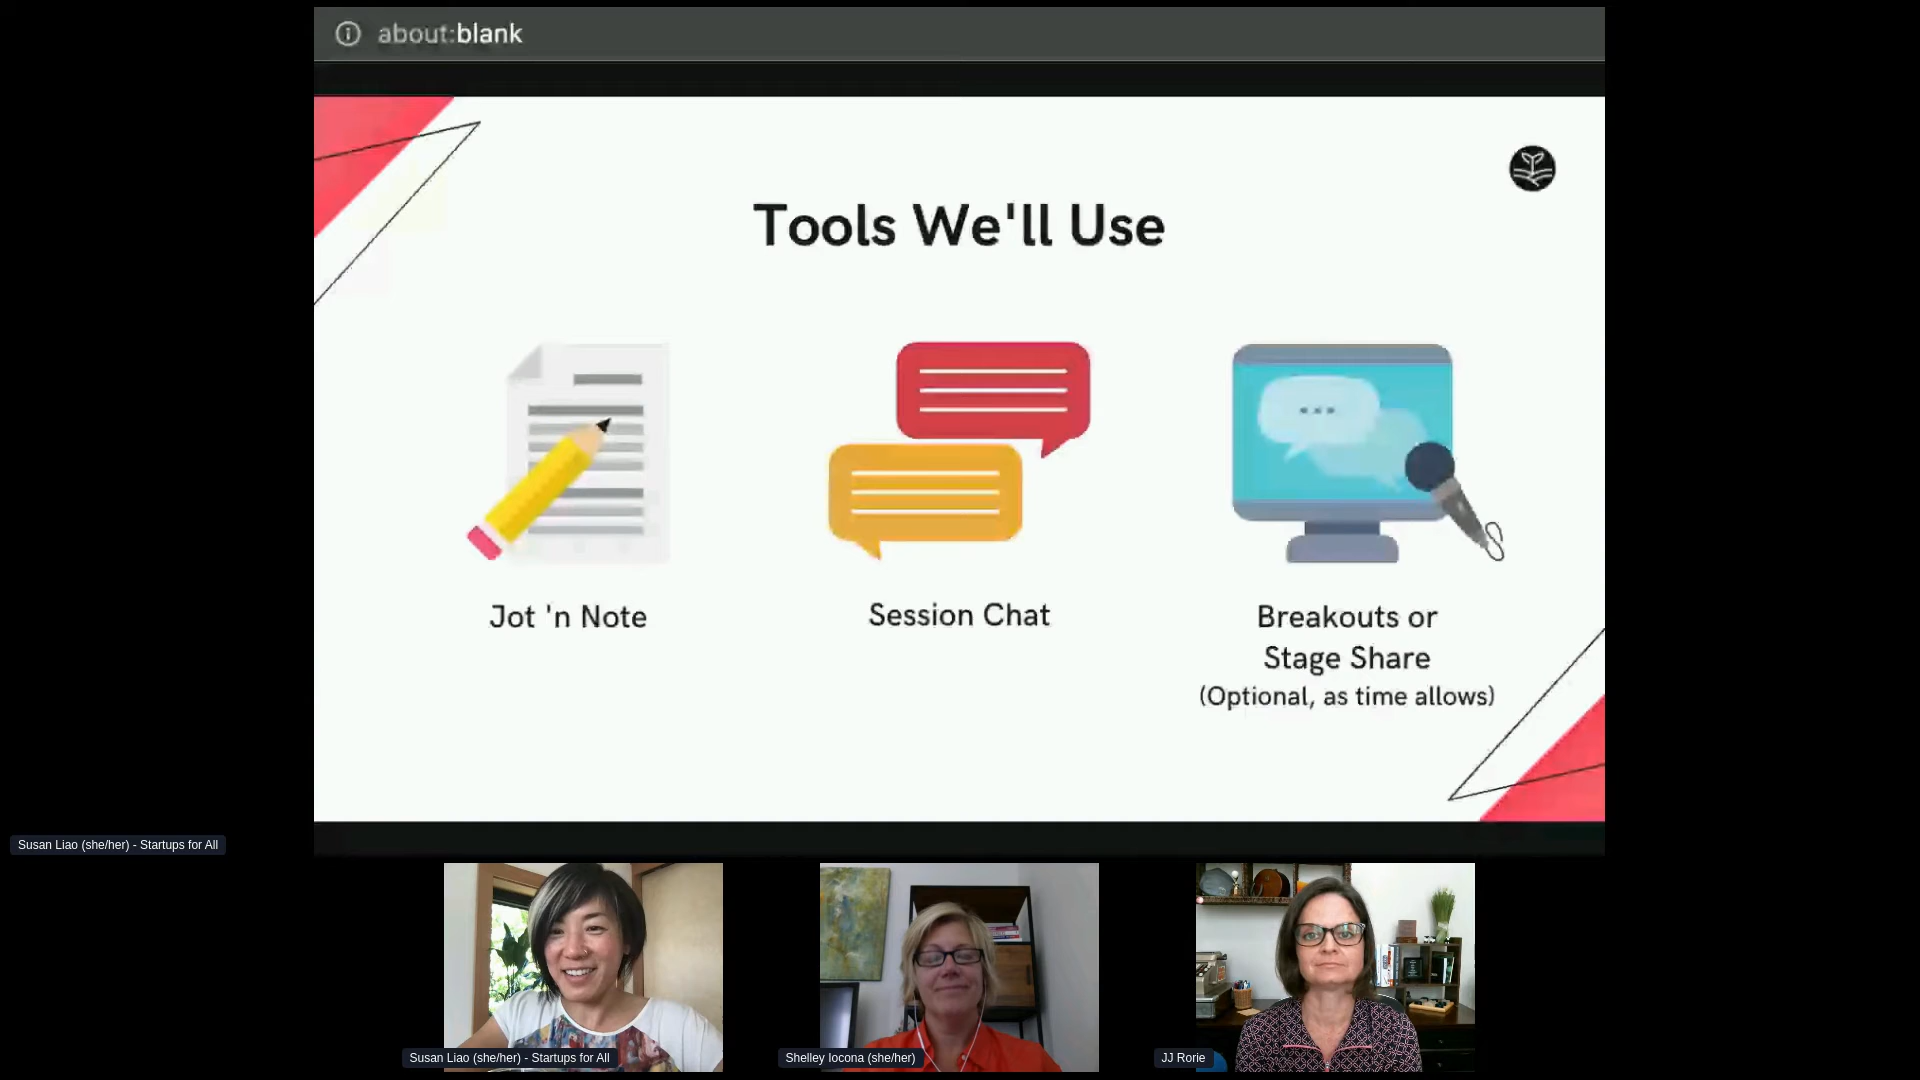 about:blank
Tools We'll Use
Jot 'n Note
Session Chat
Breakouts or
Stage Share
(Optional, as time allows)
Susan Liao (she/her) - Startups for All
Susan Liao (she/her) - Startups for All
Shelley Iocona (she/her)
JJ Rorie